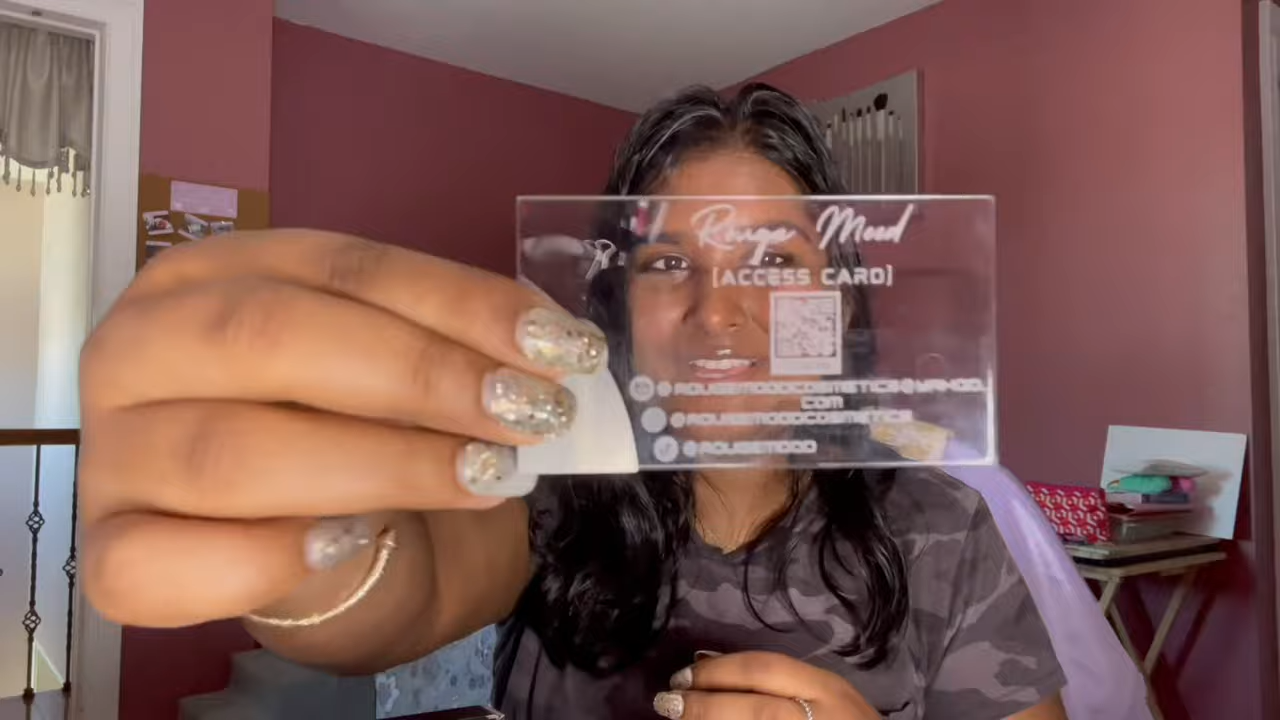 Rouge Mood
[ACCESS CARD]
@ROUGEMOODCOSMETICS@YAHOO.
COM
@ROUGEMOODCOSMETICS
@ROUGEMOOD